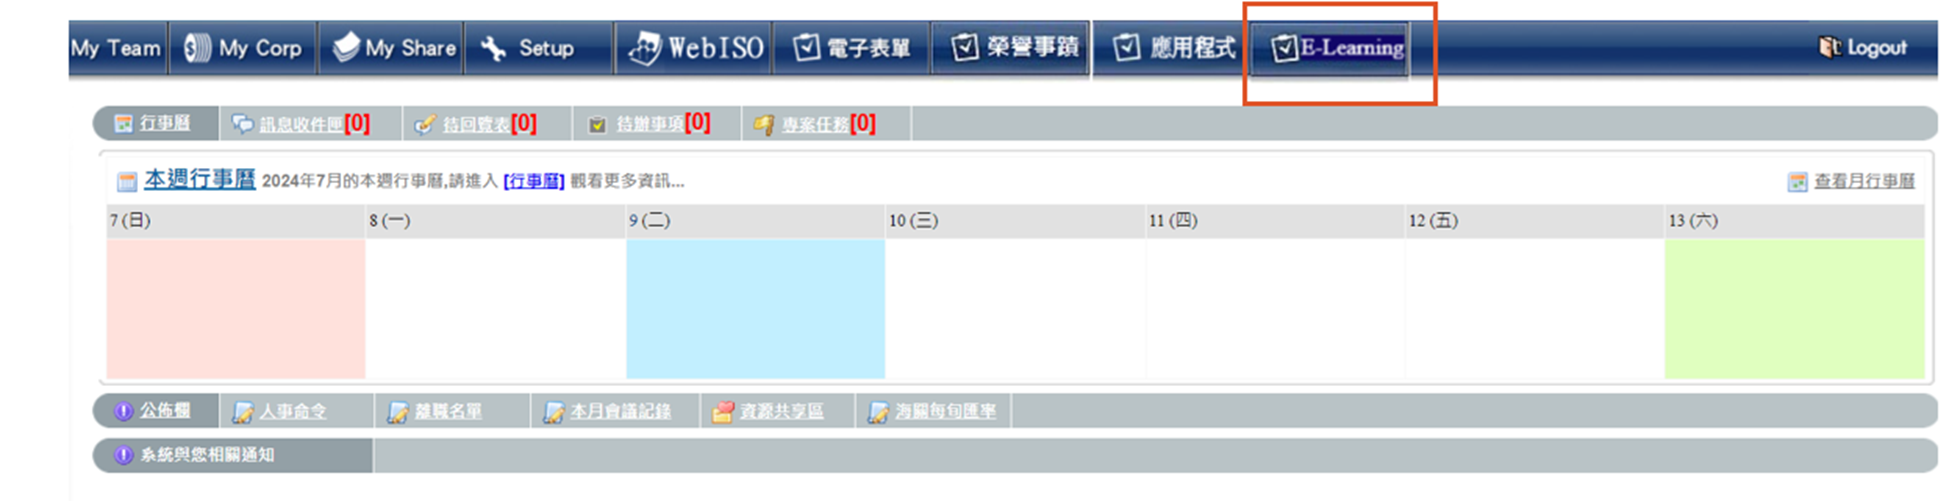 My Team My Corp My Share Setup WebISO 電子表單 榮譽事蹟 應用程式 E-Learning Logout
行事曆 訊息收件匣[0] 待回覽表[0] 待辦事項[0] 專案任務[0]
本週行事曆 2024年7月的本週行事曆,請進入 [行事曆] 觀看更多資訊... 查看月行事曆
7 (日) 8 (一) 9 (二) 10 (三) 11 (四) 12 (五) 13 (六)
公佈欄 人事命令 離職名單 本月會議記錄 資源共享區 海關每旬匯率
系統與您相關通知